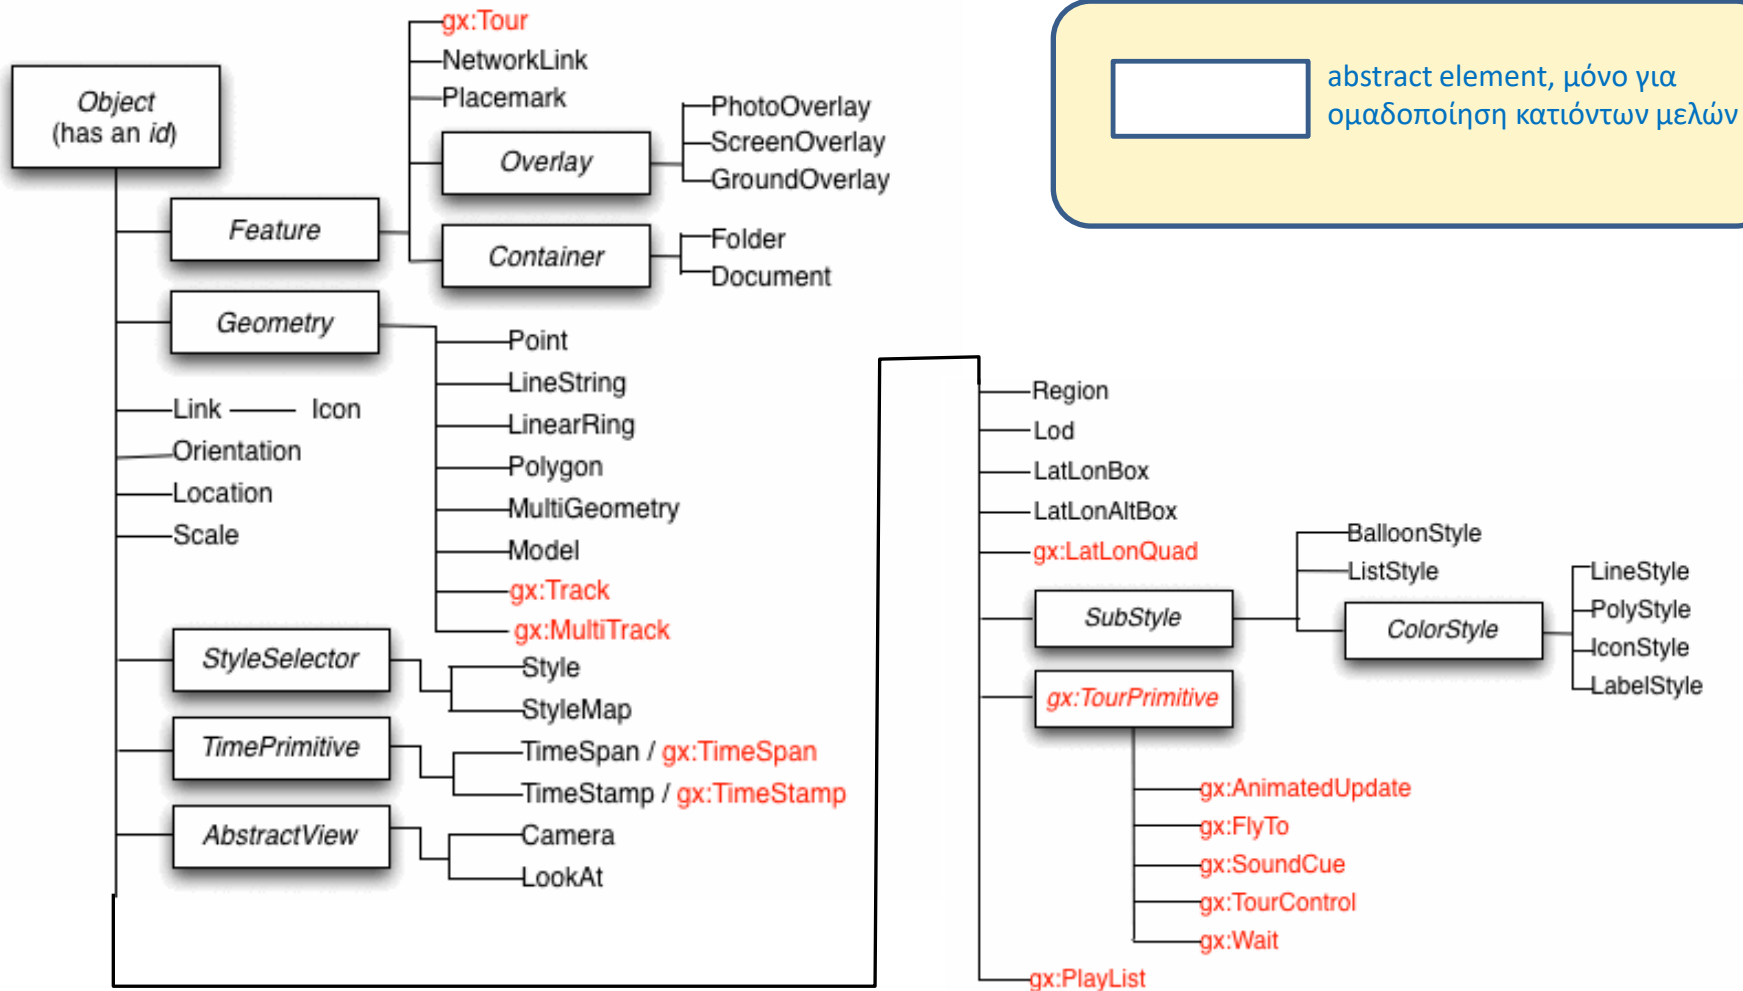 Object
(has an id)
Feature
gx:Tour
NetworkLink
Placemark
Overlay
PhotoOverlay
ScreenOverlay
GroundOverlay
Container
Folder
Document
Geometry
Point
LineString
LinearRing
Polygon
MultiGeometry
Model
gx:Track
gx:MultiTrack
Link
Icon
Orientation
Location
Scale
StyleSelector
Style
StyleMap
TimePrimitive
TimeSpan / gx:TimeSpan
TimeStamp / gx:TimeStamp
AbstractView
Camera
LookAt
abstract element, μόνο για
ομαδοποίηση κατιόντων μελών
Region
Lod
LatLonBox
LatLonAltBox
gx:LatLonQuad
SubStyle
BalloonStyle
ListStyle
ColorStyle
LineStyle
PolyStyle
IconStyle
LabelStyle
gx:TourPrimitive
gx:AnimatedUpdate
gx:FlyTo
gx:SoundCue
gx:TourControl
gx:Wait
gx:PlayList